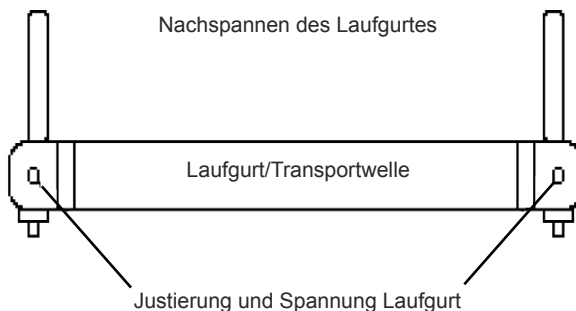 Nachspannen des Laufgurtes
Laufgurt/Transportwelle
Justierung und Spannung Laufgurt